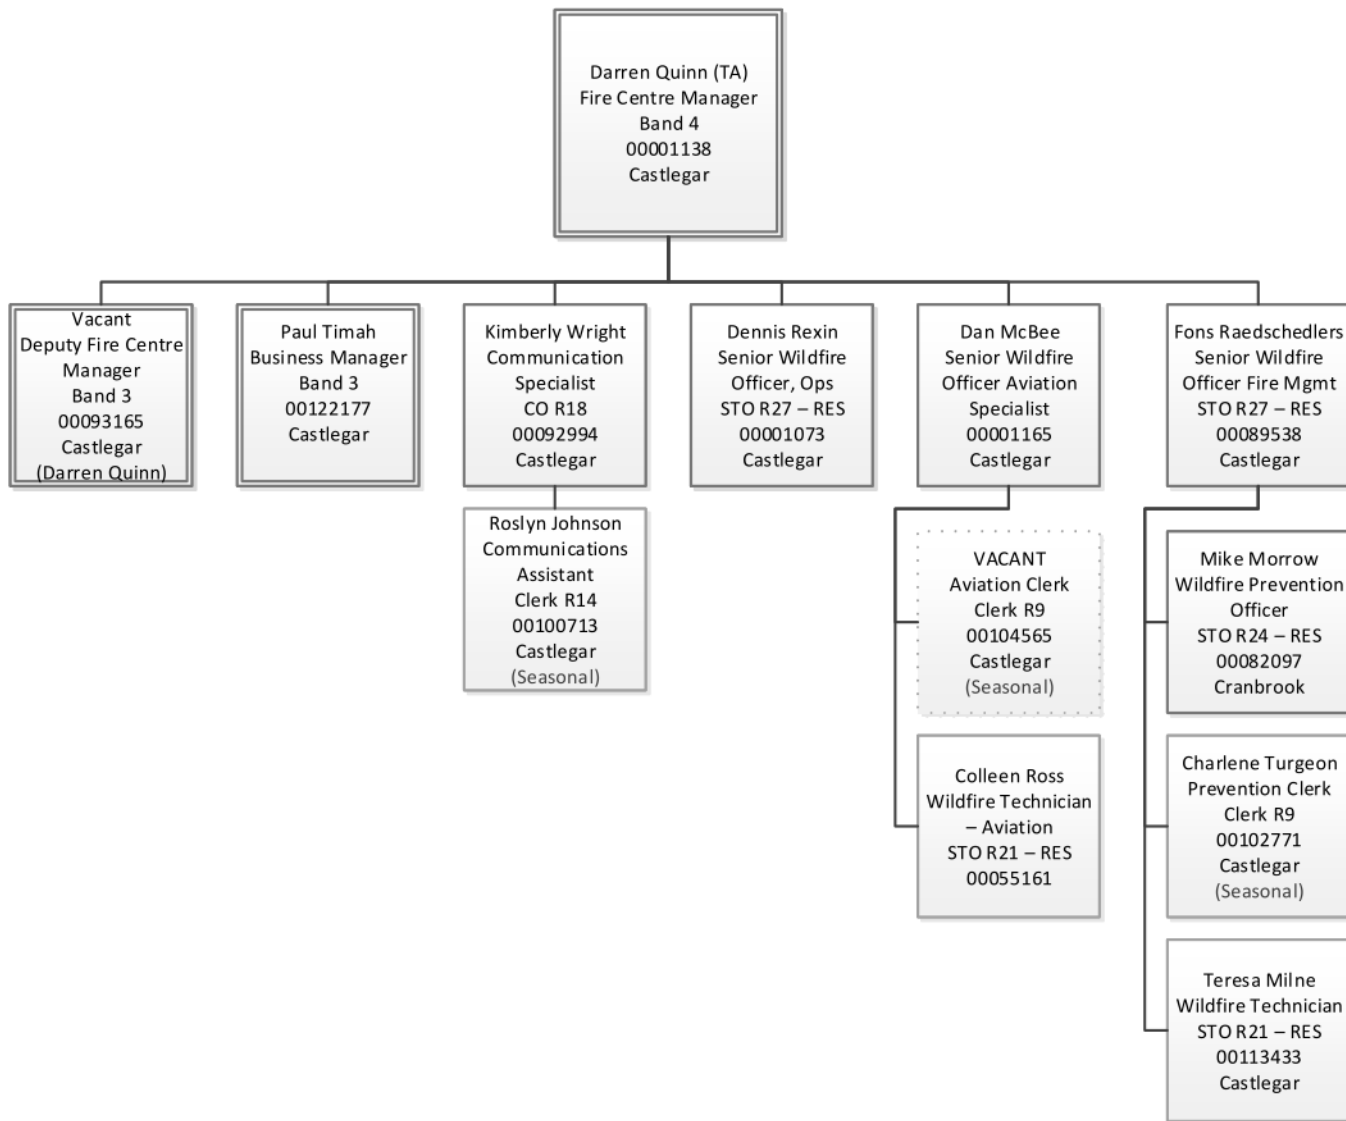 Darren Quinn (TA)
Fire Centre Manager
Band 4
00001138
Castlegar
Vacant
Deputy Fire Centre
Manager
Band 3
00093165
Castlegar
(Darren Quinn)
Paul Timah
Business Manager
Band 3
00122177
Castlegar
Kimberly Wright
Communication
Specialist
CO R18
00092994
Castlegar
Roslyn Johnson
Communications
Assistant
Clerk R14
00100713
Castlegar
(Seasonal)
Dennis Rexin
Senior Wildfire
Officer, Ops
STO R27 – RES
00001073
Castlegar
Dan McBee
Senior Wildfire
Officer Aviation
Specialist
00001165
Castlegar
VACANT
Aviation Clerk
Clerk R9
00104565
Castlegar
(Seasonal)
Colleen Ross
Wildfire Technician
– Aviation
STO R21 – RES
00055161
Fons Raedschedlers
Senior Wildfire
Officer Fire Mgmt
STO R27 – RES
00089538
Castlegar
Mike Morrow
Wildfire Prevention
Officer
STO R24 – RES
00082097
Cranbrook
Charlene Turgeon
Prevention Clerk
Clerk R9
00102771
Castlegar
(Seasonal)
Teresa Milne
Wildfire Technician
STO R21 – RES
00113433
Castlegar